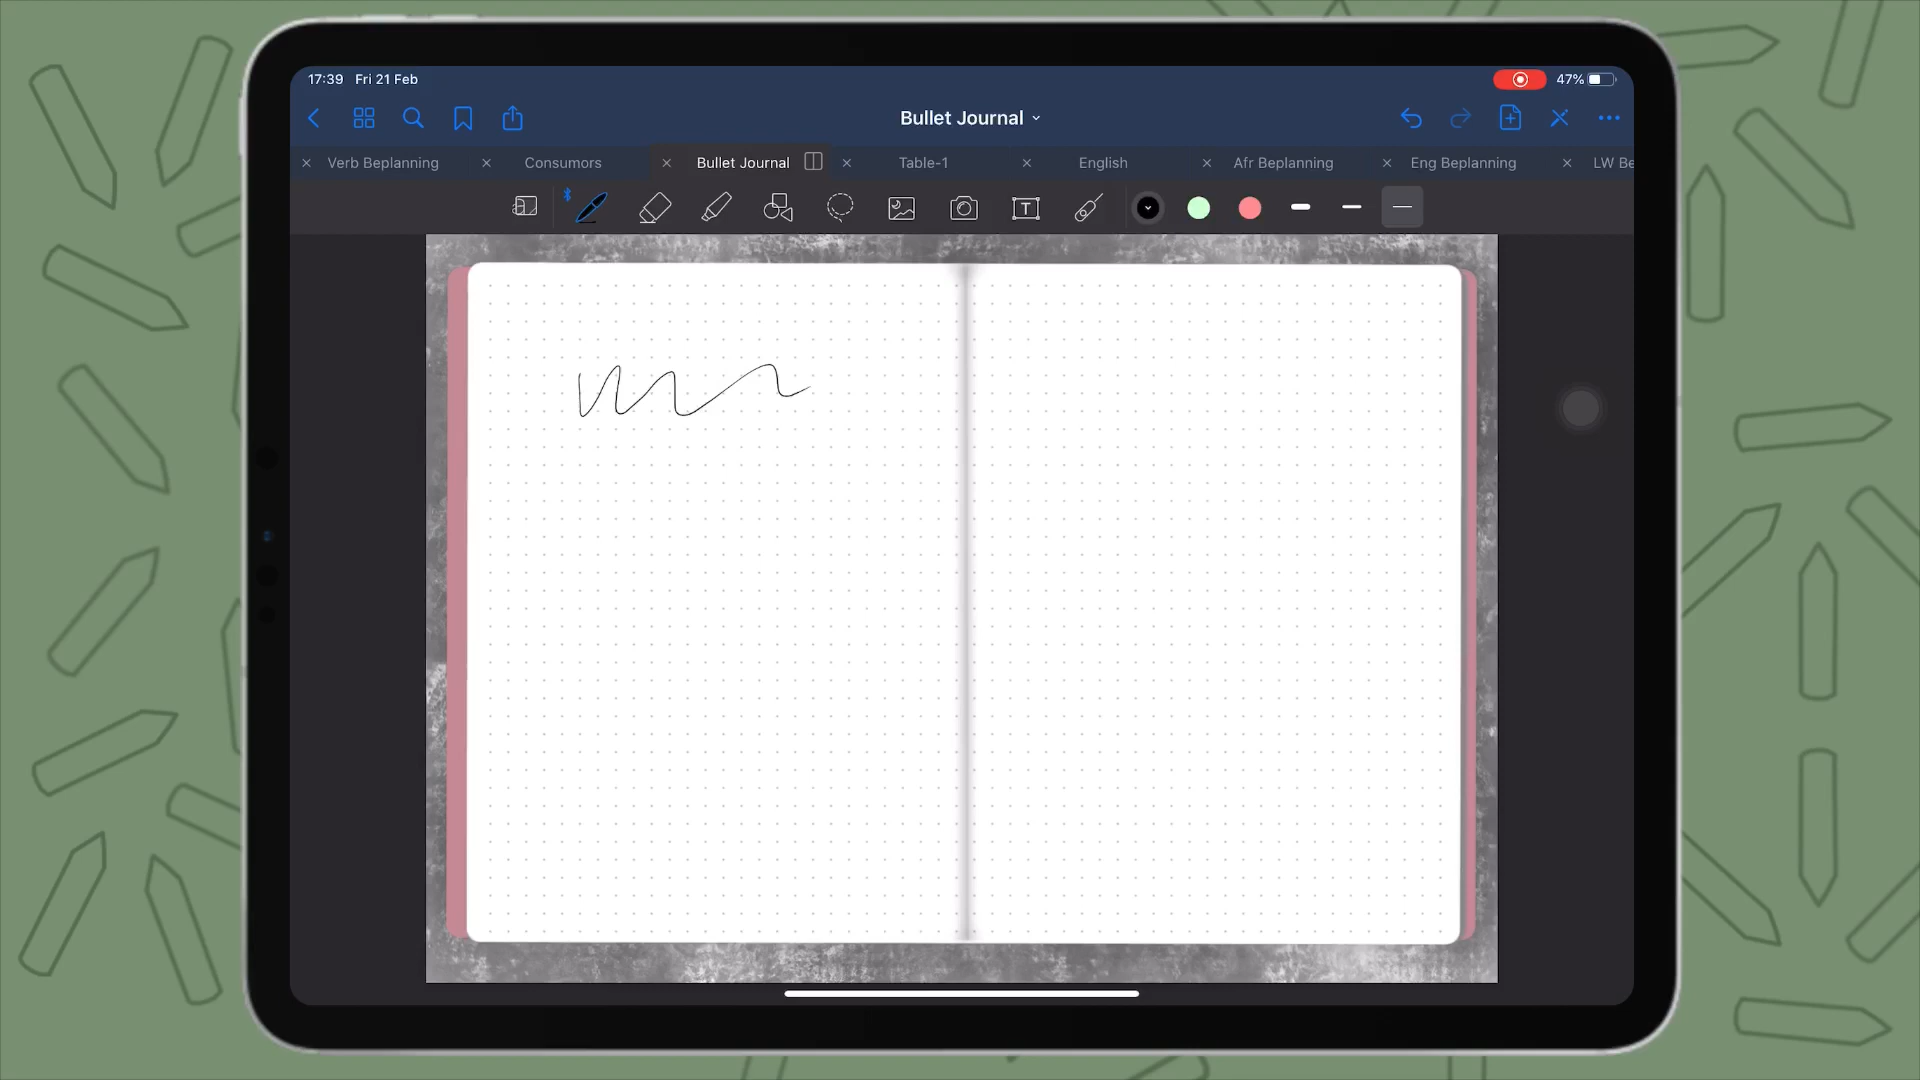 17:39 Fri 21 Feb 47%
Bullet Journal
Verb Beplanning Consumors Bullet Journal Table-1 English Afr Beplanning Eng Beplanning LW Be
T